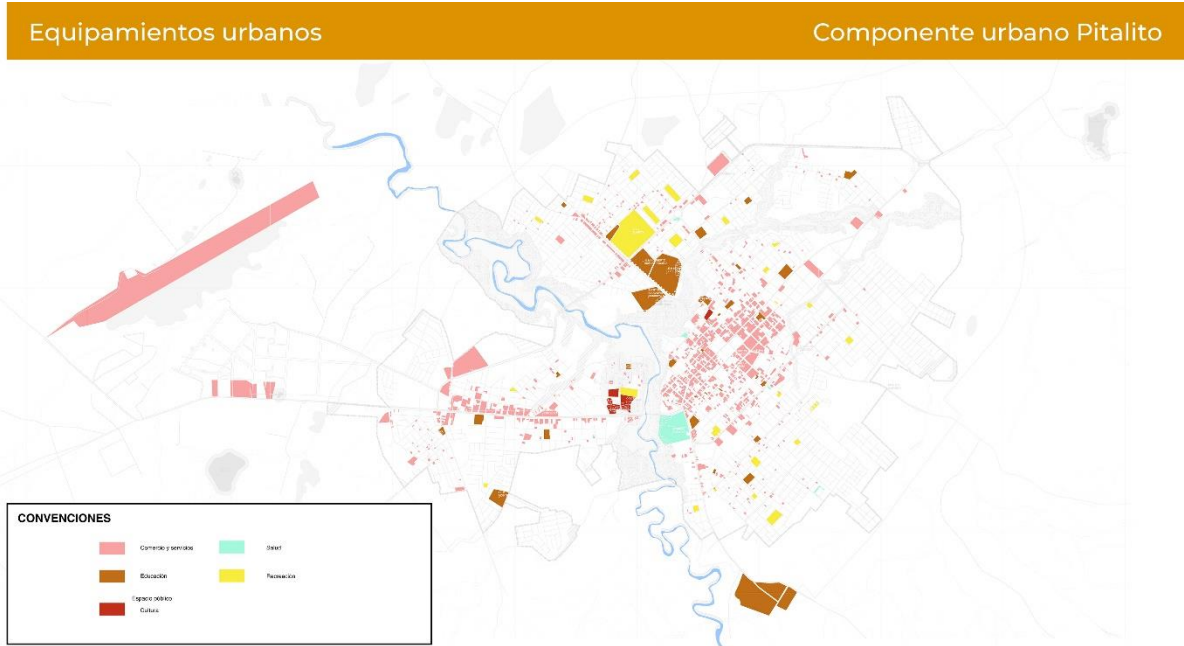 Equipamientos urbanos
Componente urbano Pitalito
CONVENCIONES
Comercio y servicios
Salud
Educación
Recreación
Espacio público
Cultura